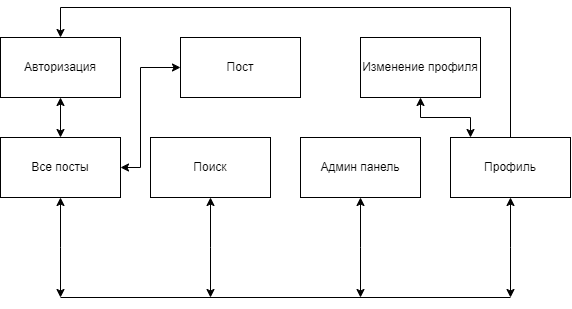 Авторизация
Пост
Изменение профиля
Все посты
Поиск
Админ панель
Профиль